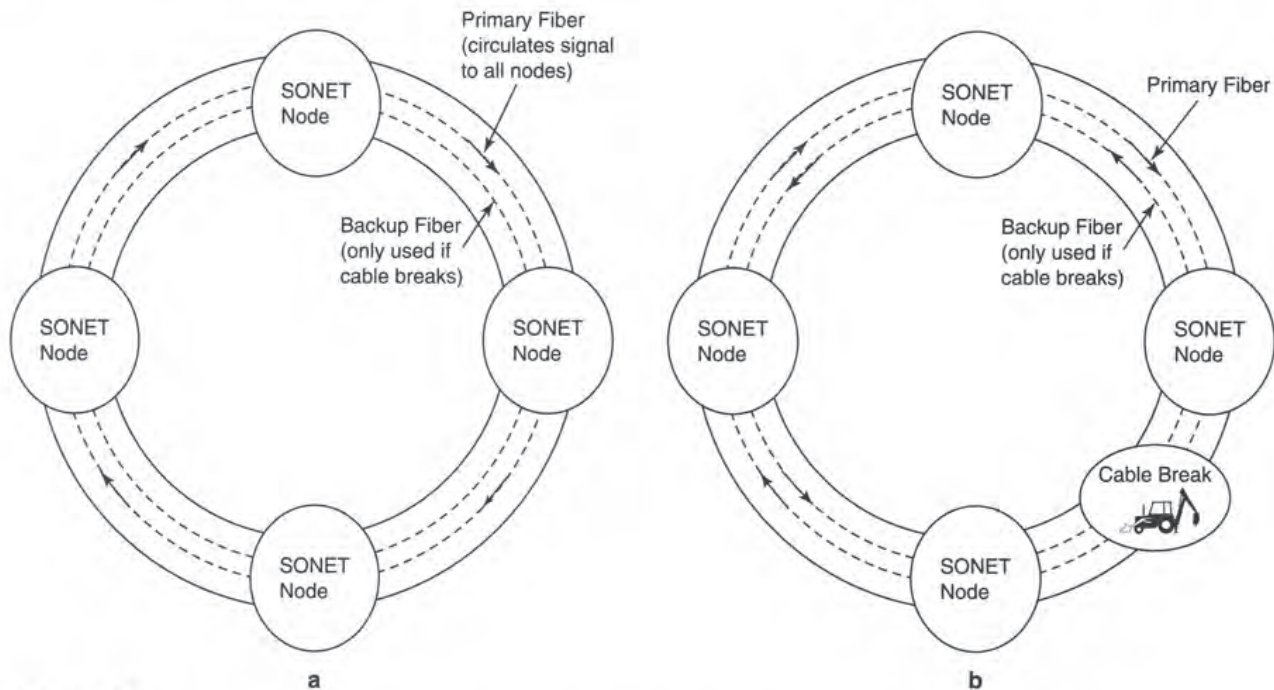 Primary Fiber
(circulates signal
to all nodes)
SONET
Node
Backup Fiber
(only used if
cable breaks)
SONET
Node
SONET
Node
SONET
Node
a
SONET
Node
Primary Fiber
Backup Fiber
(only used if
cable breaks)
SONET
Node
SONET
Node
Cable Break
SONET
Node
b